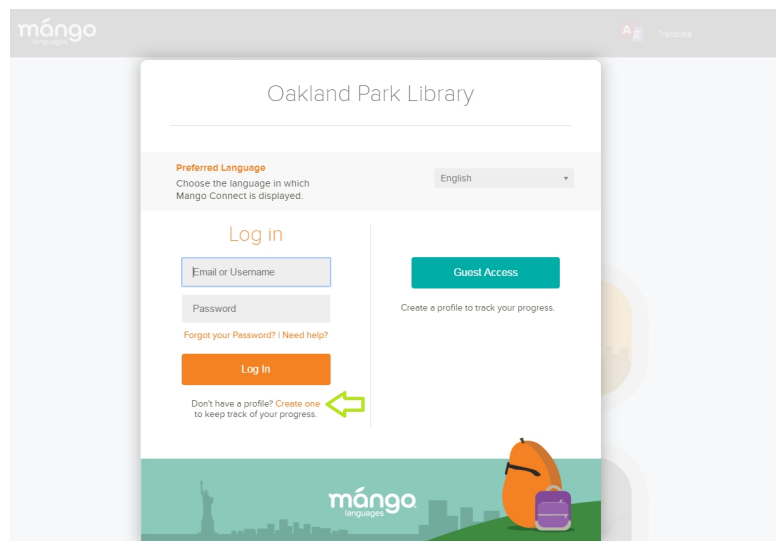 mángo
languages
Translate
Oakland Park Library
Preferred Language
Choose the language in which
Mango Connect is displayed.
English
Log in
Email or Username
Password
Forgot your Password? | Need help?
Log In
Don't have a profile? Create one
to keep track of your progress.
Guest Access
Create a profile to track your progress.
mángo
languages